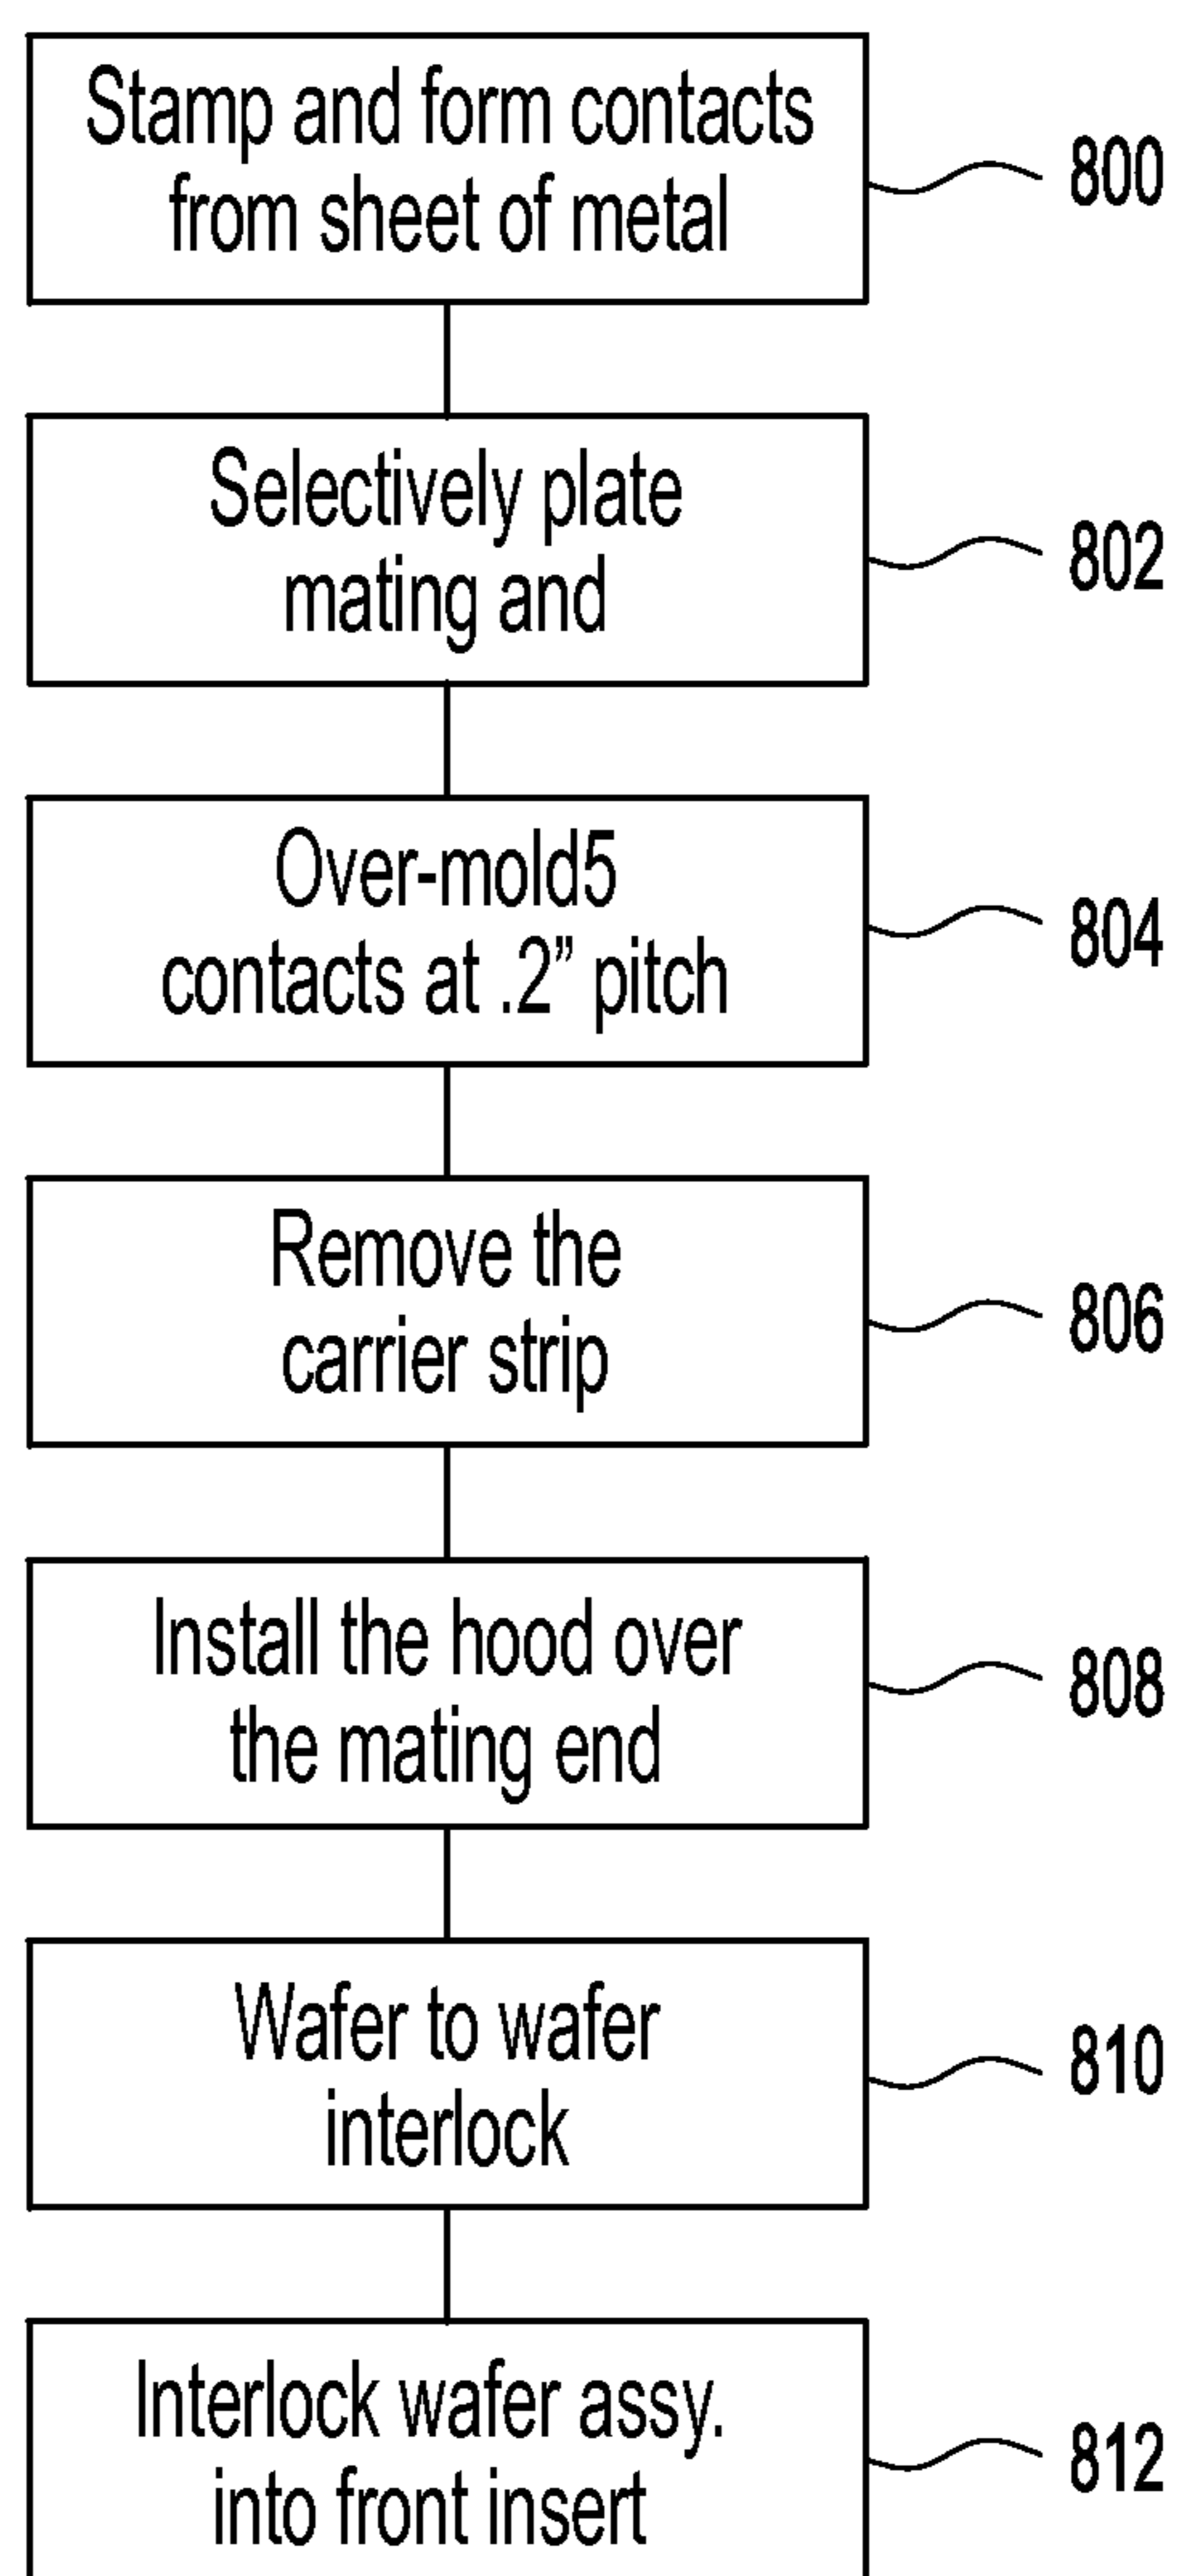 Stamp and form contacts
from sheet of metal
800
Selectively plate
mating and
802
Over-mold5
contacts at .2” pitch
804
Remove the
carrier strip
806
Install the hood over
the mating end
808
Wafer to wafer
interlock
810
Interlock wafer assy.
into front insert
812